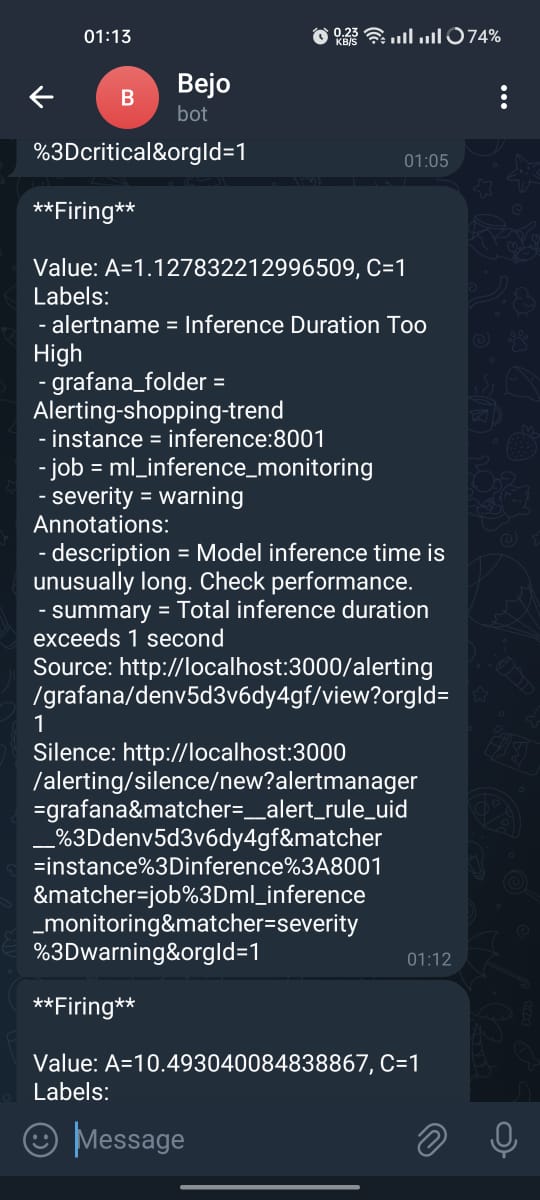 01:13
0.23
KB/S
74%
B
Bejo
bot
%3Dcritical&orgId=1
01:05
**Firing**
Value: A=1.127832212996509, C=1
Labels:
- alertname = Inference Duration Too
High
- grafana_folder =
Alerting-shopping-trend
- instance = inference:8001
- job = ml_inference_monitoring
- severity = warning
Annotations:
- description = Model inference time is
unusually long. Check performance.
- summary = Total inference duration
exceeds 1 second
Source: http://localhost:3000/alerting
/grafana/denv5d3v6dy4gf/view?orgId=
1
Silence: http://localhost:3000
/alerting/silence/new?alertmanager
=grafana&matcher=__alert_rule_uid
__%3Ddenv5d3v6dy4gf&matcher
=instance%3Dinference%3A8001
&matcher=job%3Dml_inference
_monitoring&matcher=severity
%3Dwarning&orgId=1
01:12
**Firing**
Value: A=10.493040084838867, C=1
Labels:
Message